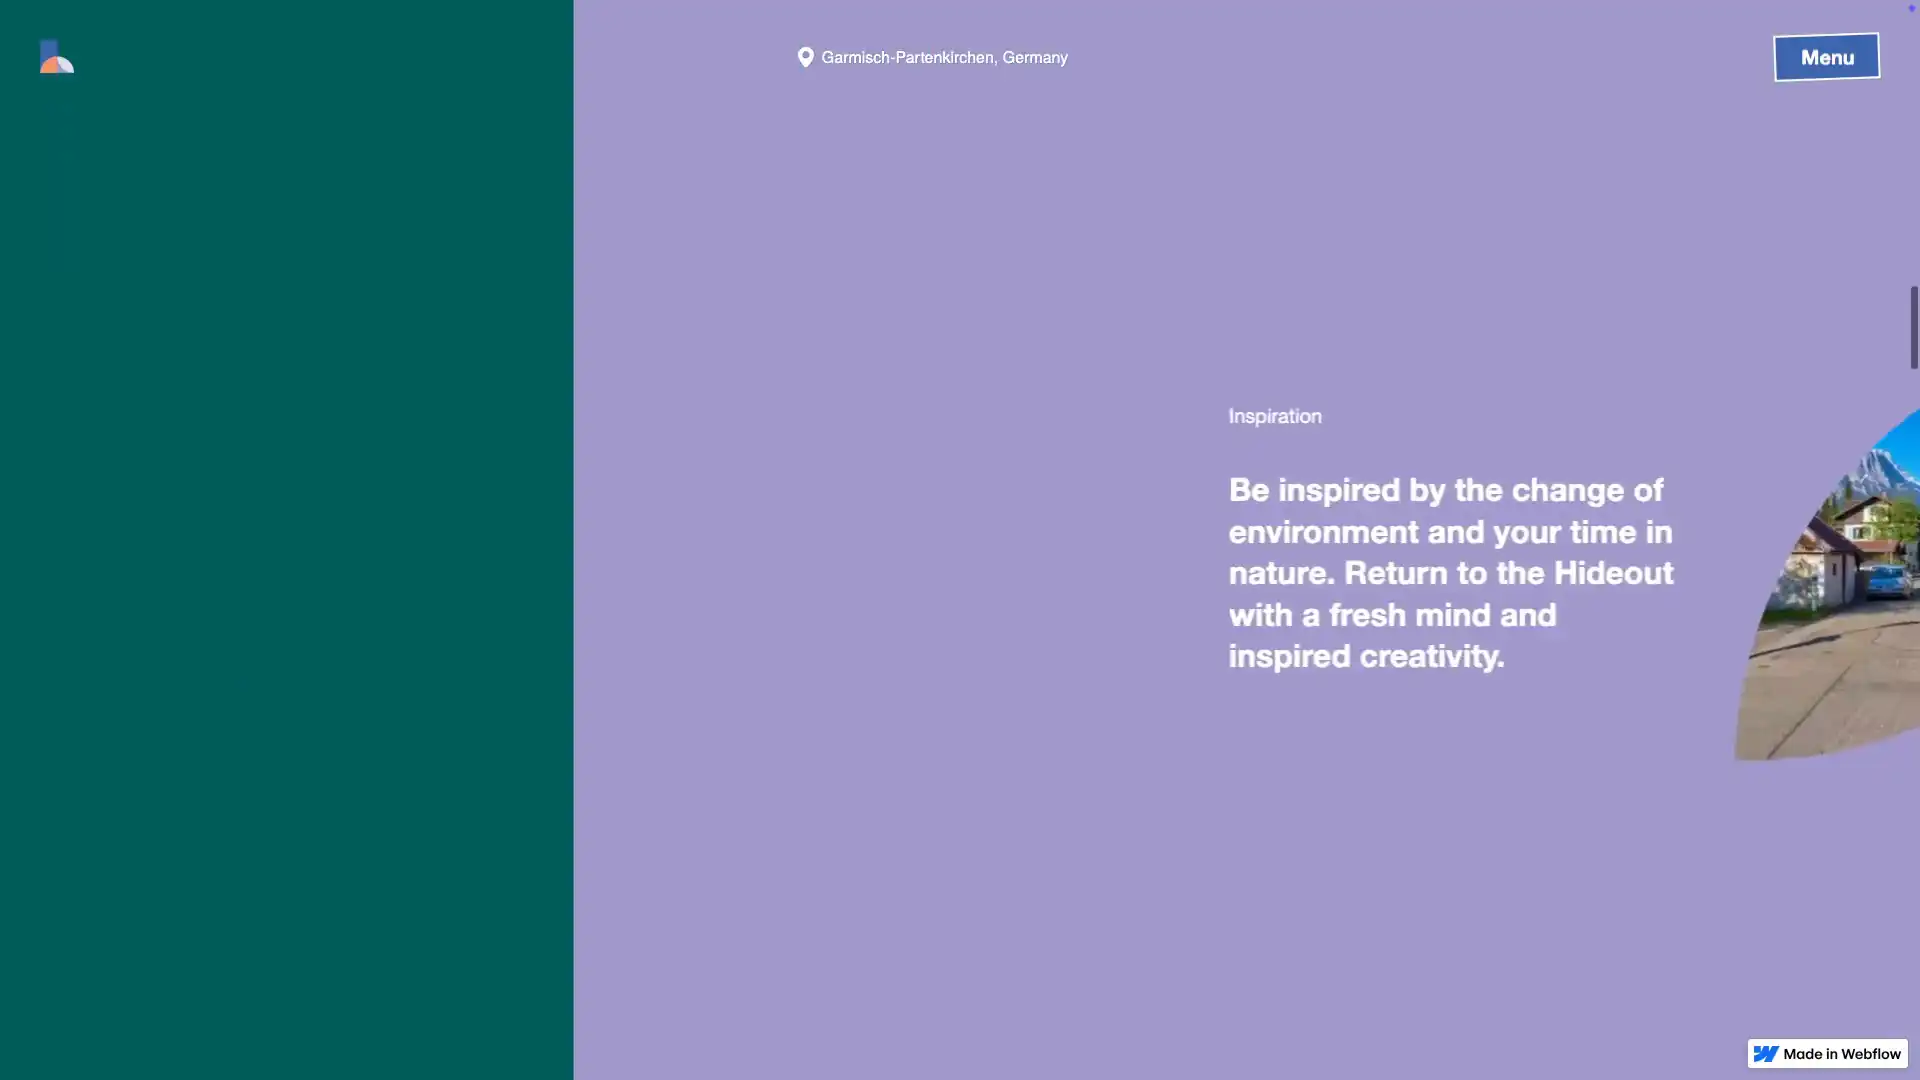 Garmisch-Partenkirchen, Germany
Menu
Inspiration
Be inspired by the change of
environment and your time in
nature. Return to the Hideout
with a fresh mind and
inspired creativity.
Made in Webflow